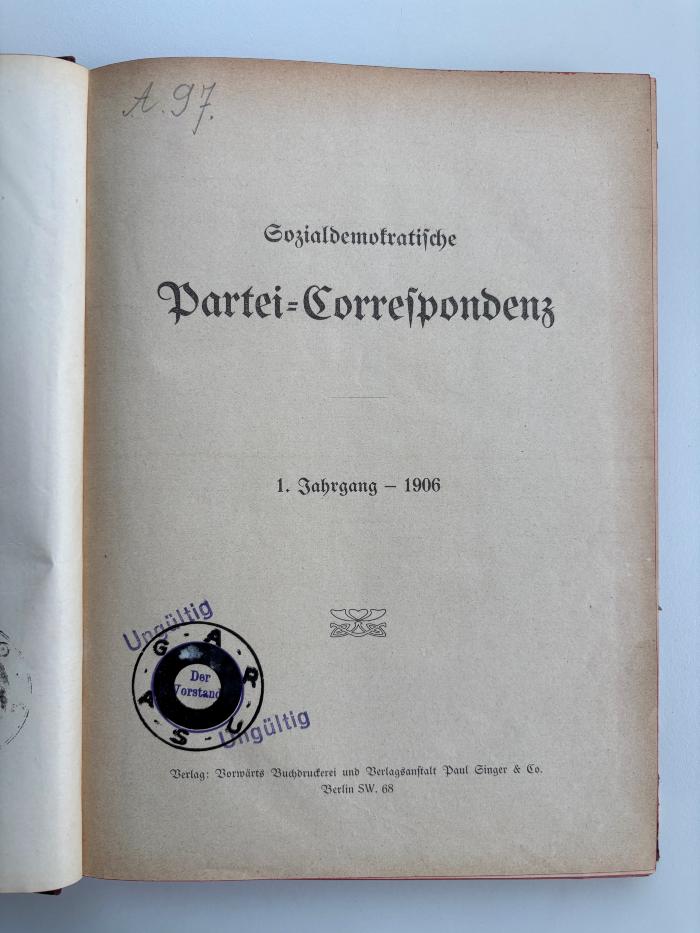 A. 97.
Sozialdemokratische
Partei=Correspondenz
1. Jahrgang – 1906
Ungültig
G. A. R. U. S. A.
Der
Vorstand
Ungültig
Verlag: Vorwärts Buchdruckerei und Verlagsanstalt Paul Singer & Co.
Berlin SW. 68